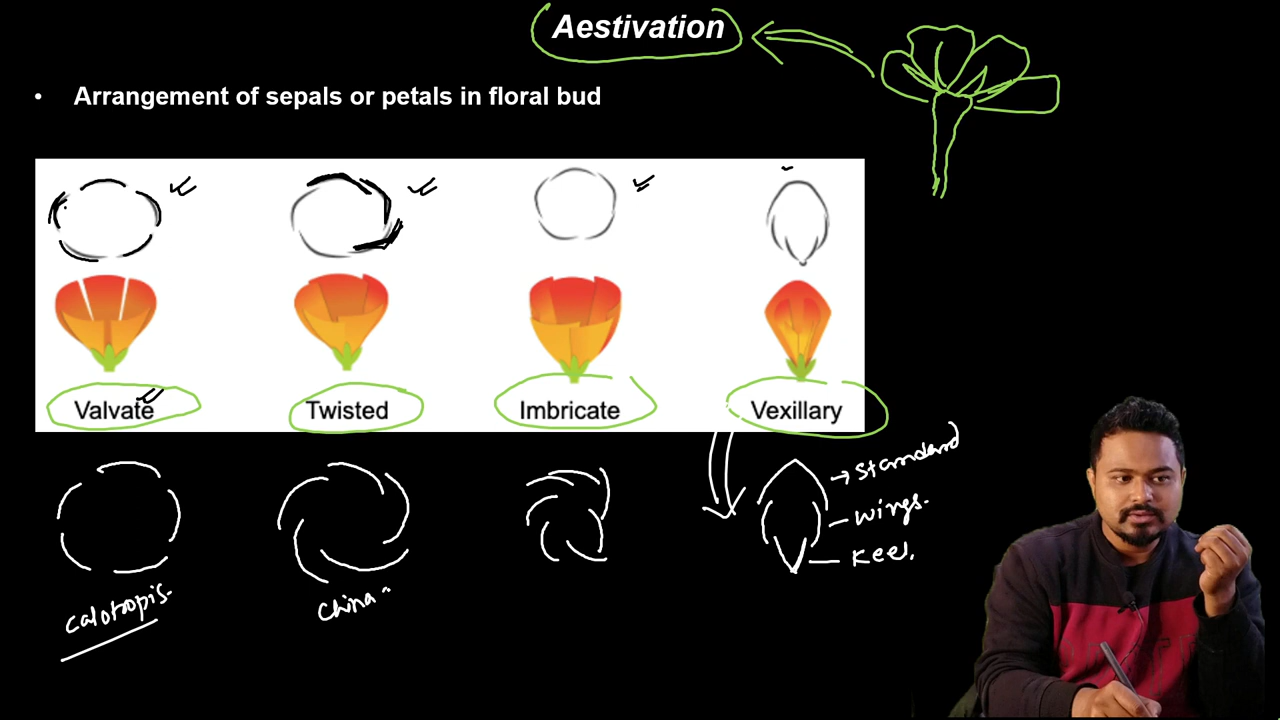 Aestivation
• Arrangement of sepals or petals in floral bud
Valvate
Twisted
Imbricate
Vexillary
Standard
Wings.
Keel.
Calotropis.
China